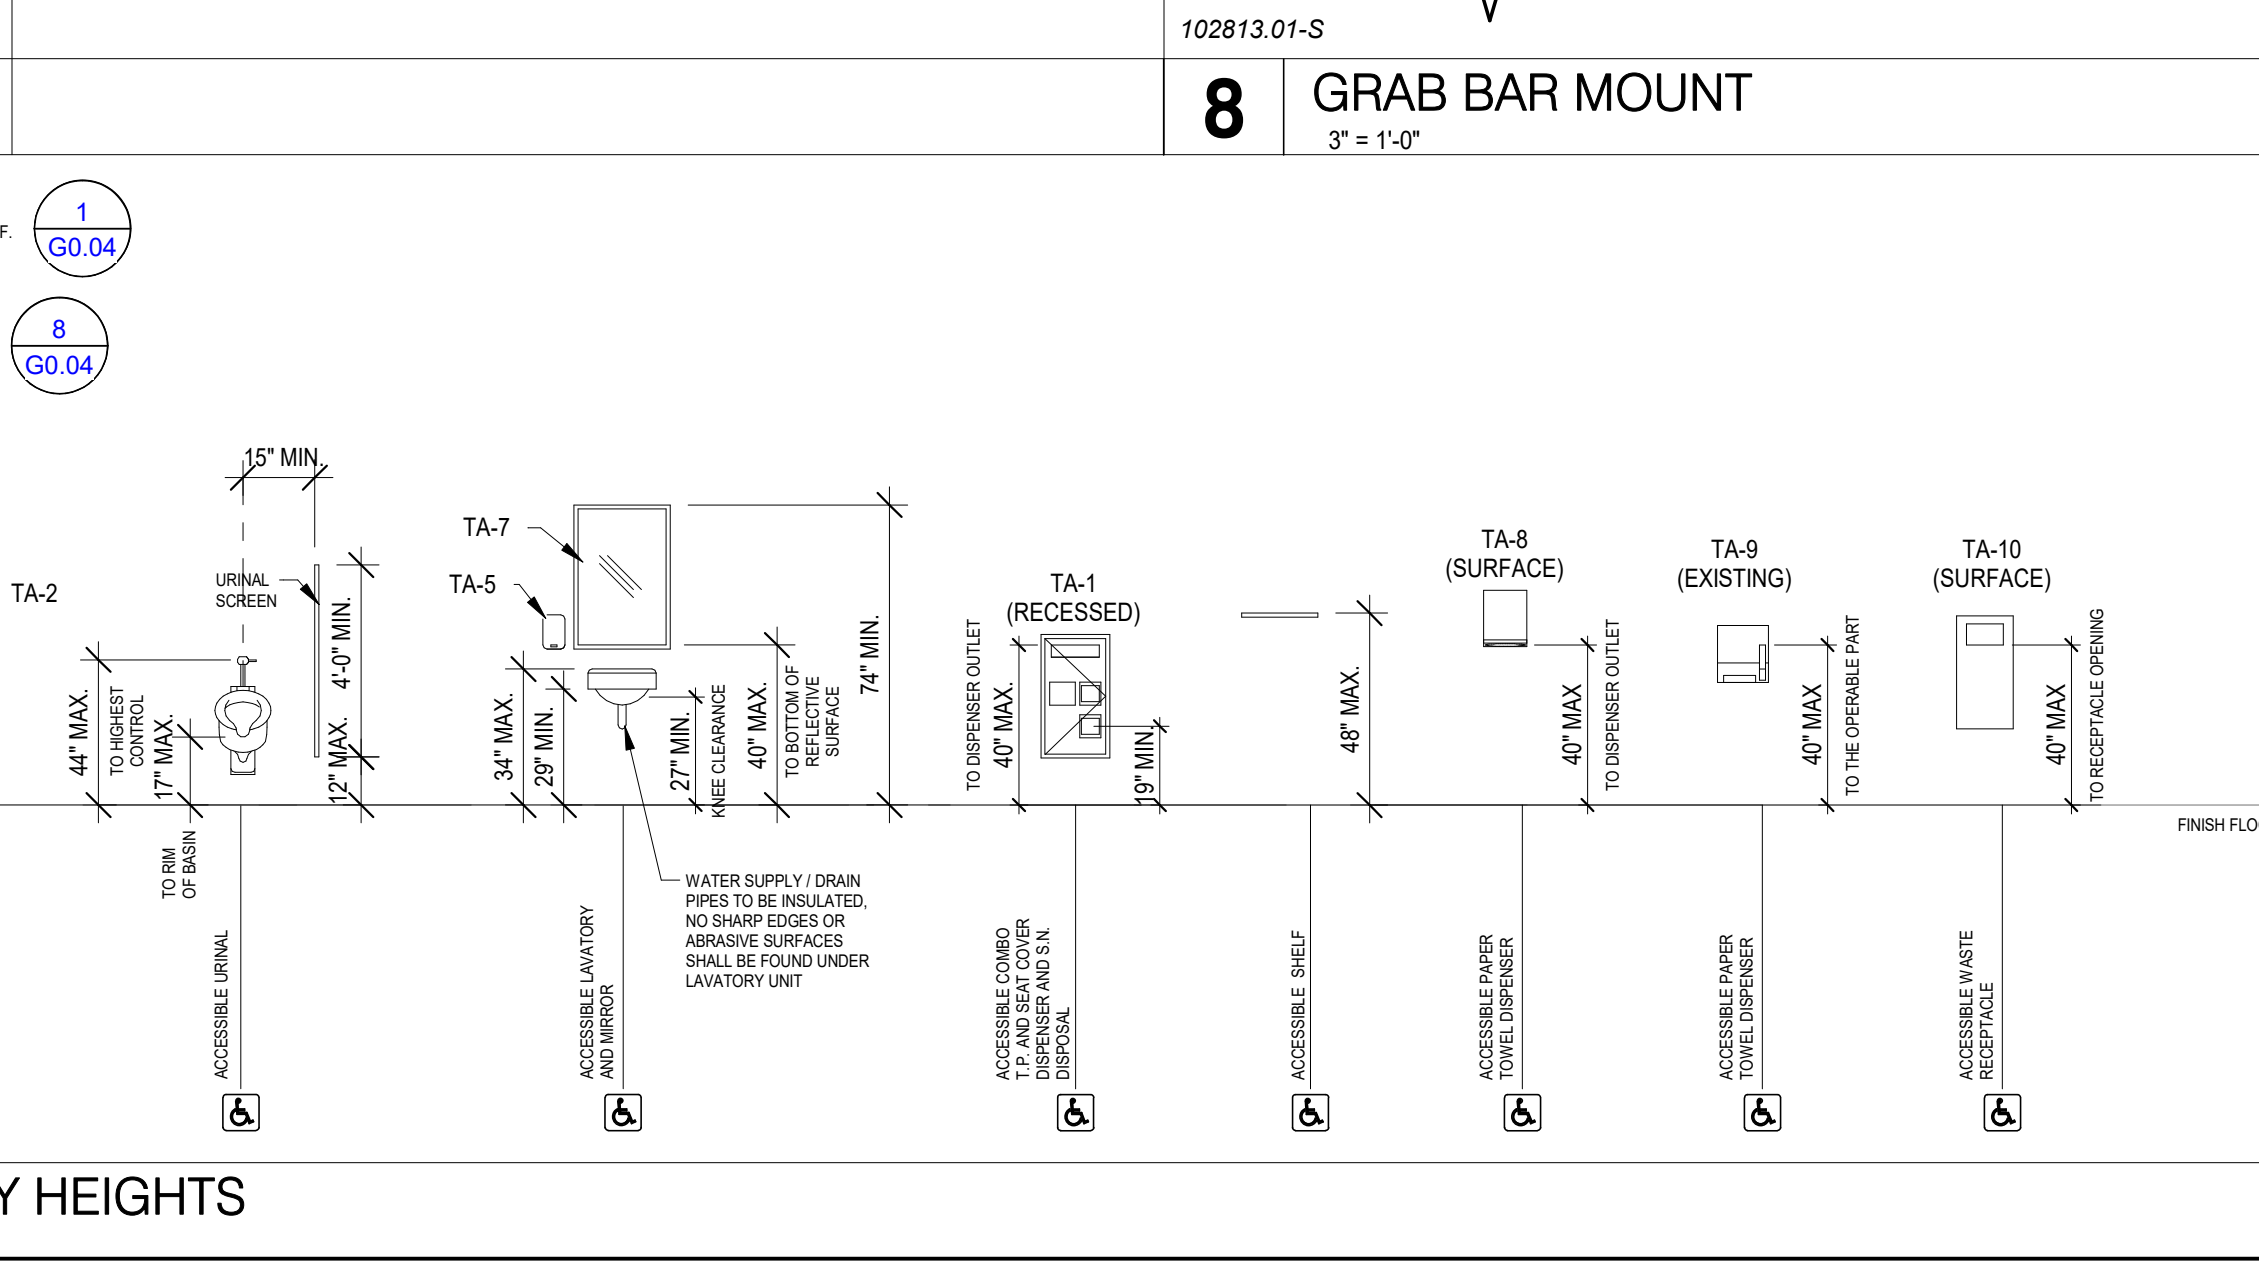 102813.01-S
8
GRAB BAR MOUNT
3" = 1'-0"
F.
1
G0.04
8
G0.04
TA-2
15" MIN.
URINAL
SCREEN
4'-0" MIN.
12" MAX.
44" MAX.
TO HIGHEST
CONTROL
17" MAX.
TO RIM
OF BASIN
ACCESSIBLE URINAL
TA-7
TA-5
34" MAX.
29" MIN.
27" MIN.
KNEE CLEARANCE
40" MAX.
TO BOTTOM OF
REFLECTIVE
SURFACE
74" MIN.
WATER SUPPLY / DRAIN
PIPES TO BE INSULATED,
NO SHARP EDGES OR
ABRASIVE SURFACES
SHALL BE FOUND UNDER
LAVATORY UNIT
ACCESSIBLE LAVATORY
AND MIRROR
TA-1
(RECESSED)
TO DISPENSER OUTLET
40" MAX.
19" MIN.
ACCESSIBLE COMBO
T.P. AND SEAT COVER
DISPENSER AND S.N.
DISPOSAL
48" MAX.
ACCESSIBLE SHELF
TA-8
(SURFACE)
40" MAX
TO DISPENSER OUTLET
ACCESSIBLE PAPER
TOWEL DISPENSER
TA-9
(EXISTING)
40" MAX
TO THE OPERABLE PART
ACCESSIBLE PAPER
TOWEL DISPENSER
TA-10
(SURFACE)
40" MAX
TO RECEPTACLE OPENING
ACCESSIBLE WASTE
RECEPTACLE
FINISH FLO
Y HEIGHTS